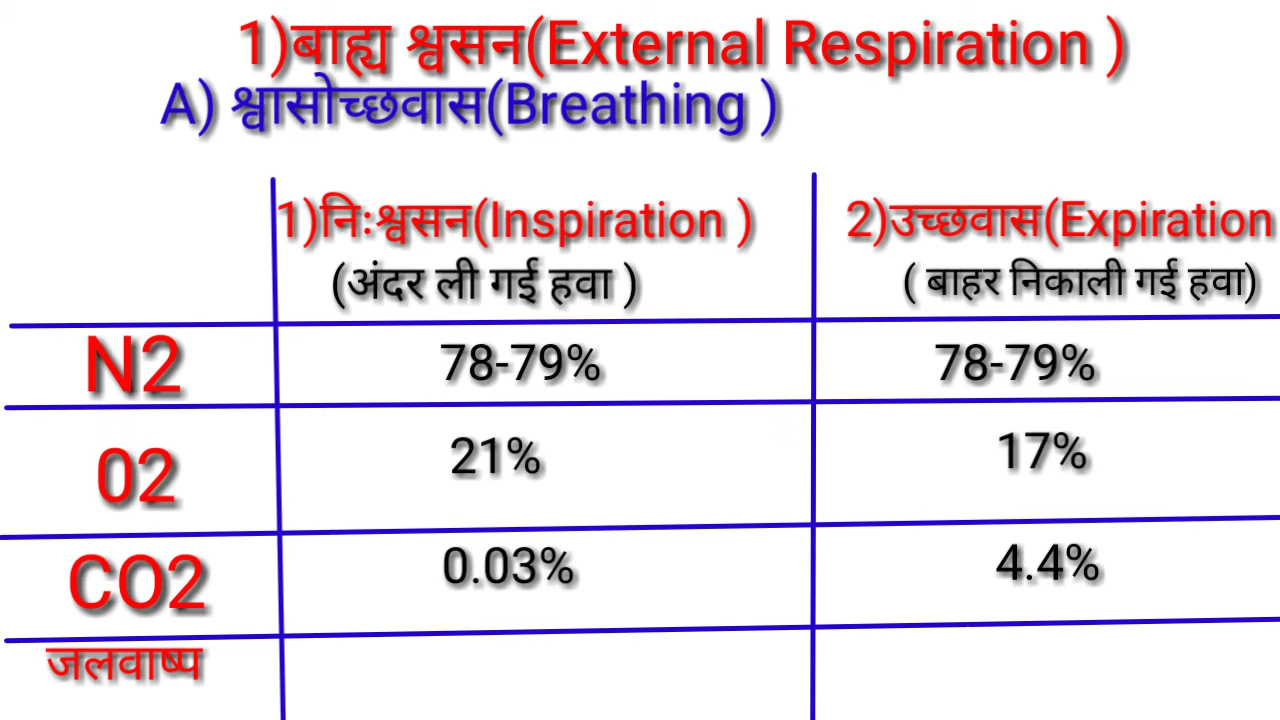 1)बाह्य श्वसन(External Respiration )
A) श्वासोच्छवास(Breathing )
1)निःश्वसन(Inspiration ) 2)उच्छवास(Expiration
(अंदर ली गई हवा ) ( बाहर निकाली गई हवा)
N2 78-79% 78-79%
02 21% 17%
CO2 0.03% 4.4%
जलवाष्प